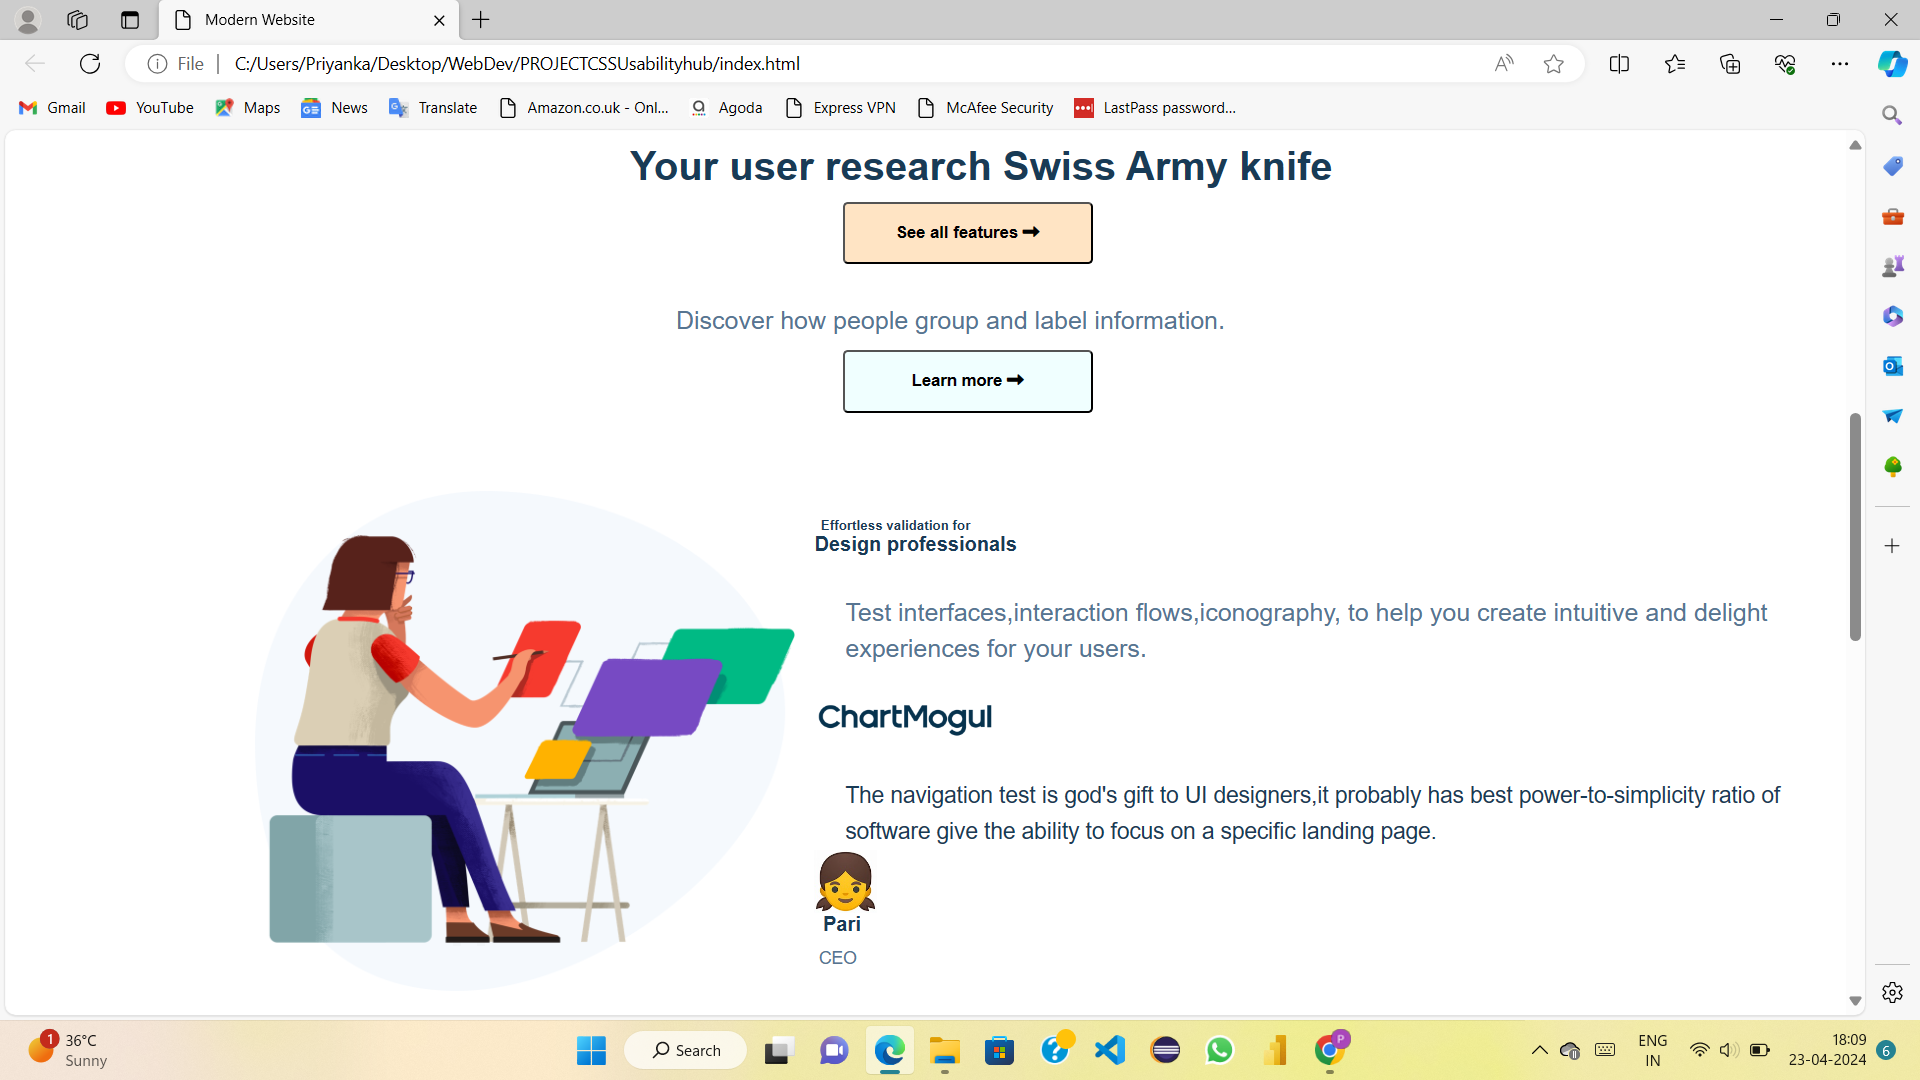 Modern Website
File
C:/Users/Priyanka/Desktop/WebDev/PROJECTCSSUsabilityhub/index.html
Gmail
YouTube
Maps
News
Translate
Amazon.co.uk - Onl...
Agoda
Express VPN
McAfee Security
LastPass password...
Your user research Swiss Army knife
See all features ➞
Discover how people group and label information.
Learn more ➞
Effortless validation for
Design professionals
Test interfaces,interaction flows,iconography, to help you create intuitive and delight
experiences for your users.
ChartMogul
The navigation test is god's gift to UI designers,it probably has best power-to-simplicity ratio of
software give the ability to focus on a specific landing page.
Pari
CEO
1
36°C
Sunny
Search
P
ENG
IN
18:09
23-04-2024
6